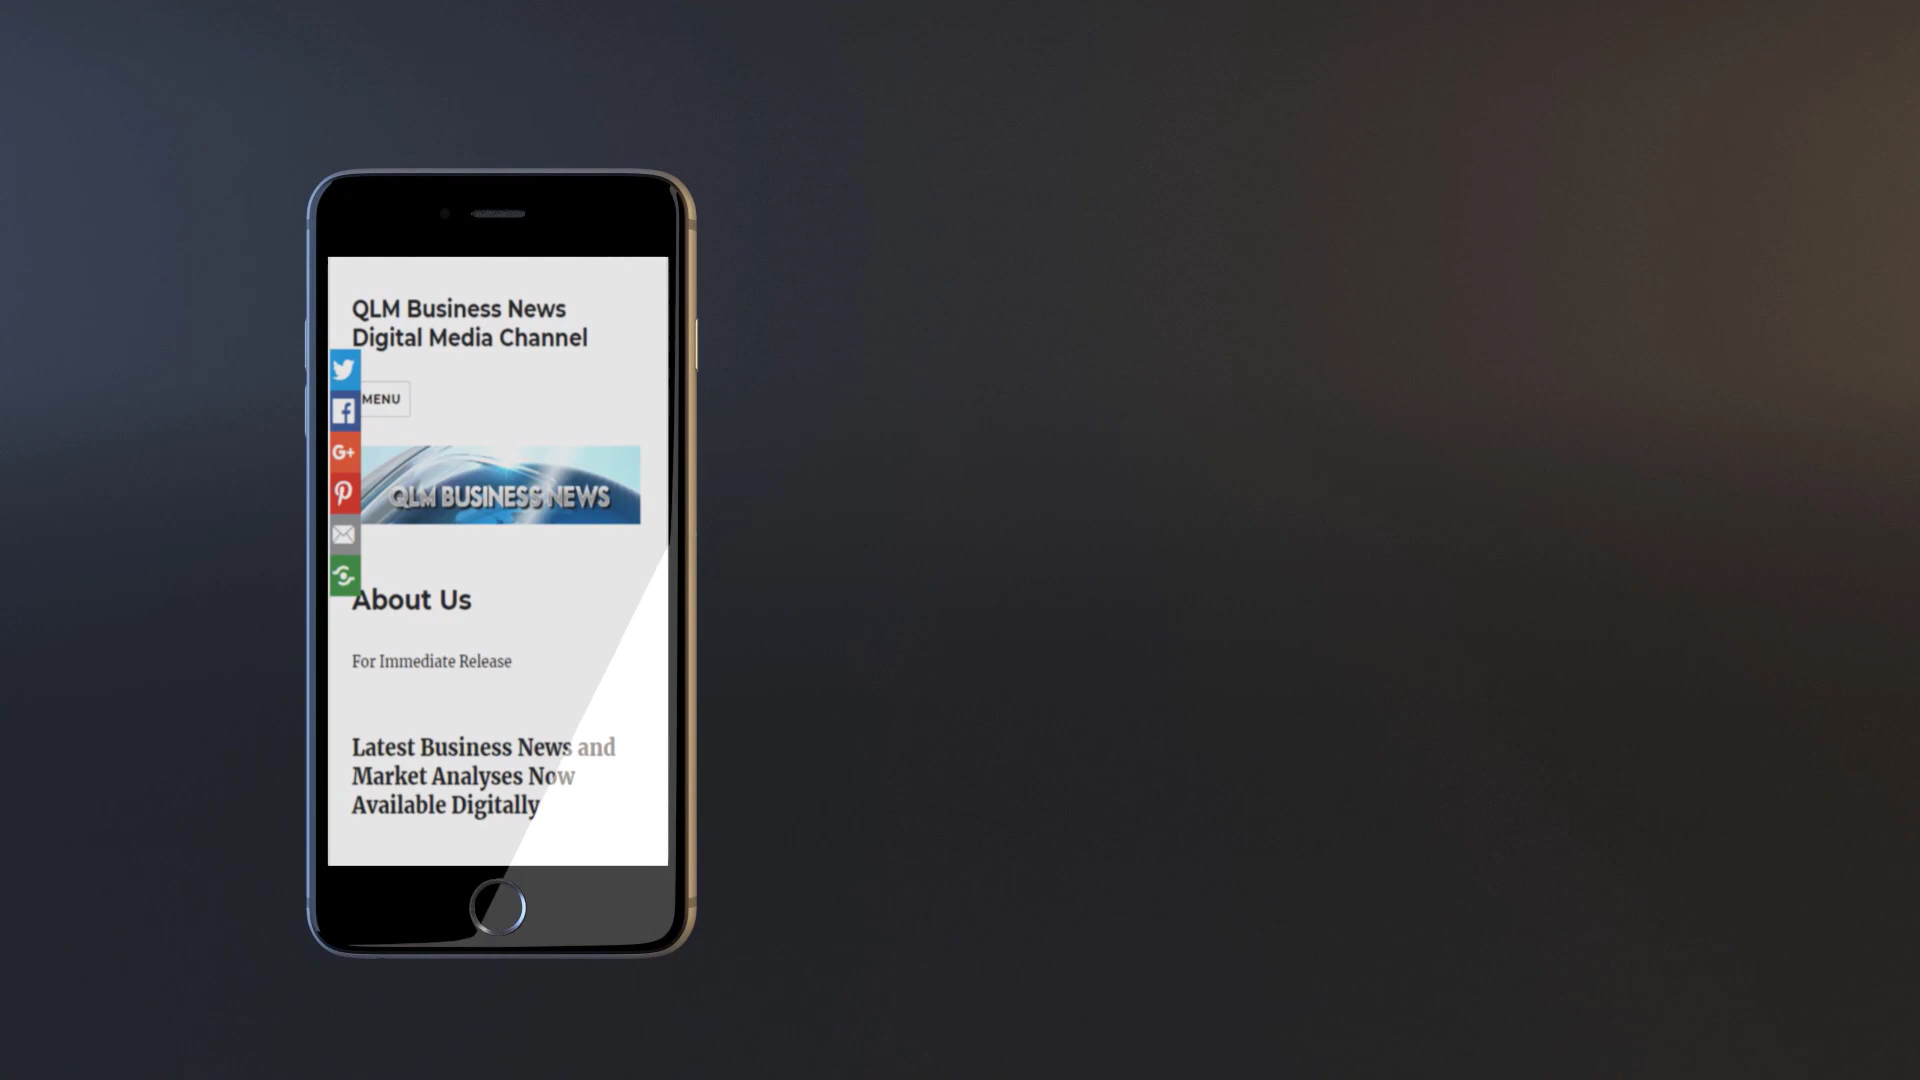 QLM Business News
Digital Media Channel
MENU
QLM BUSINESS NEWS
About Us
For Immediate Release
Latest Business News and
Market Analyses Now
Available Digitally